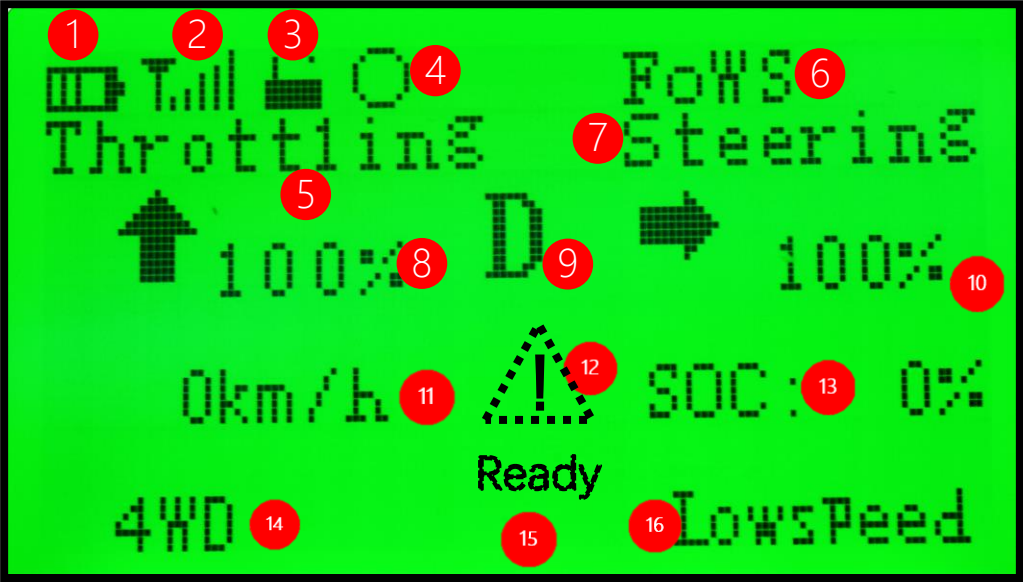 1 2 3 4 FoWS 6
Throttling 7 Steering
5
100% 8 D 9 100% 10
0km/h 11 ! 12 SOC: 13 0%
Ready
4WD 14 15 16 LowsPeed